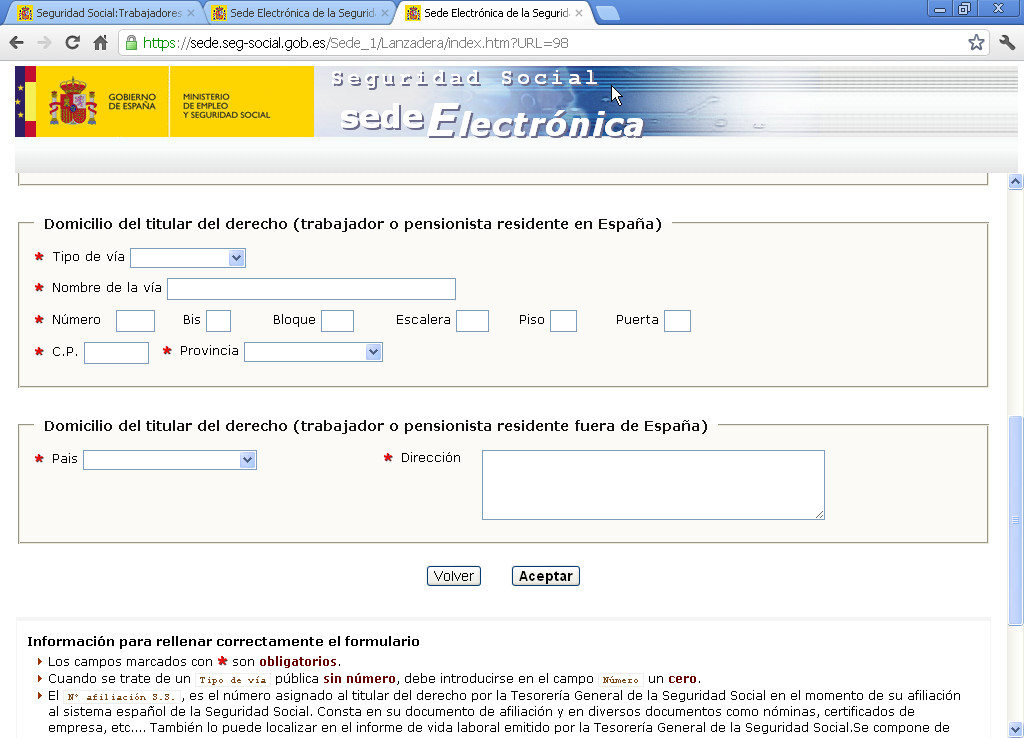 Seguridad Social:Trabajadores
Sede Electrónica de la Segurid
Sede Electrónica de la Segurid
https://sede.seg-social.gob.es/Sede_1/Lanzadera/index.htm?URL=98
GOBIERNO
DE ESPAÑA
MINISTERIO
DE EMPLEO
Y SEGURIDAD SOCIAL
Seguridad Social
sedeElectrónica
Domicilio del titular del derecho (trabajador o pensionista residente en España)
* Tipo de vía
* Nombre de la vía
* Número Bis Bloque Escalera Piso Puerta
* C.P. * Provincia
Domicilio del titular del derecho (trabajador o pensionista residente fuera de España)
* Pais * Dirección
Volver Aceptar
Información para rellenar correctamente el formulario
Los campos marcados con * son obligatorios.
Cuando se trate de un Tipo de vía pública sin número, debe introducirse en el campo Número un cero.
El Nº afiliación S.S. , es el número asignado al titular del derecho por la Tesorería General de la Seguridad Social en el momento de su afiliación
al sistema español de la Seguridad Social. Consta en su documento de afiliación y en diversos documentos como nóminas, certificados de
empresa, etc.... También lo puede localizar en el informe de vida laboral emitido por la Tesorería General de la Seguridad Social.Se compone de